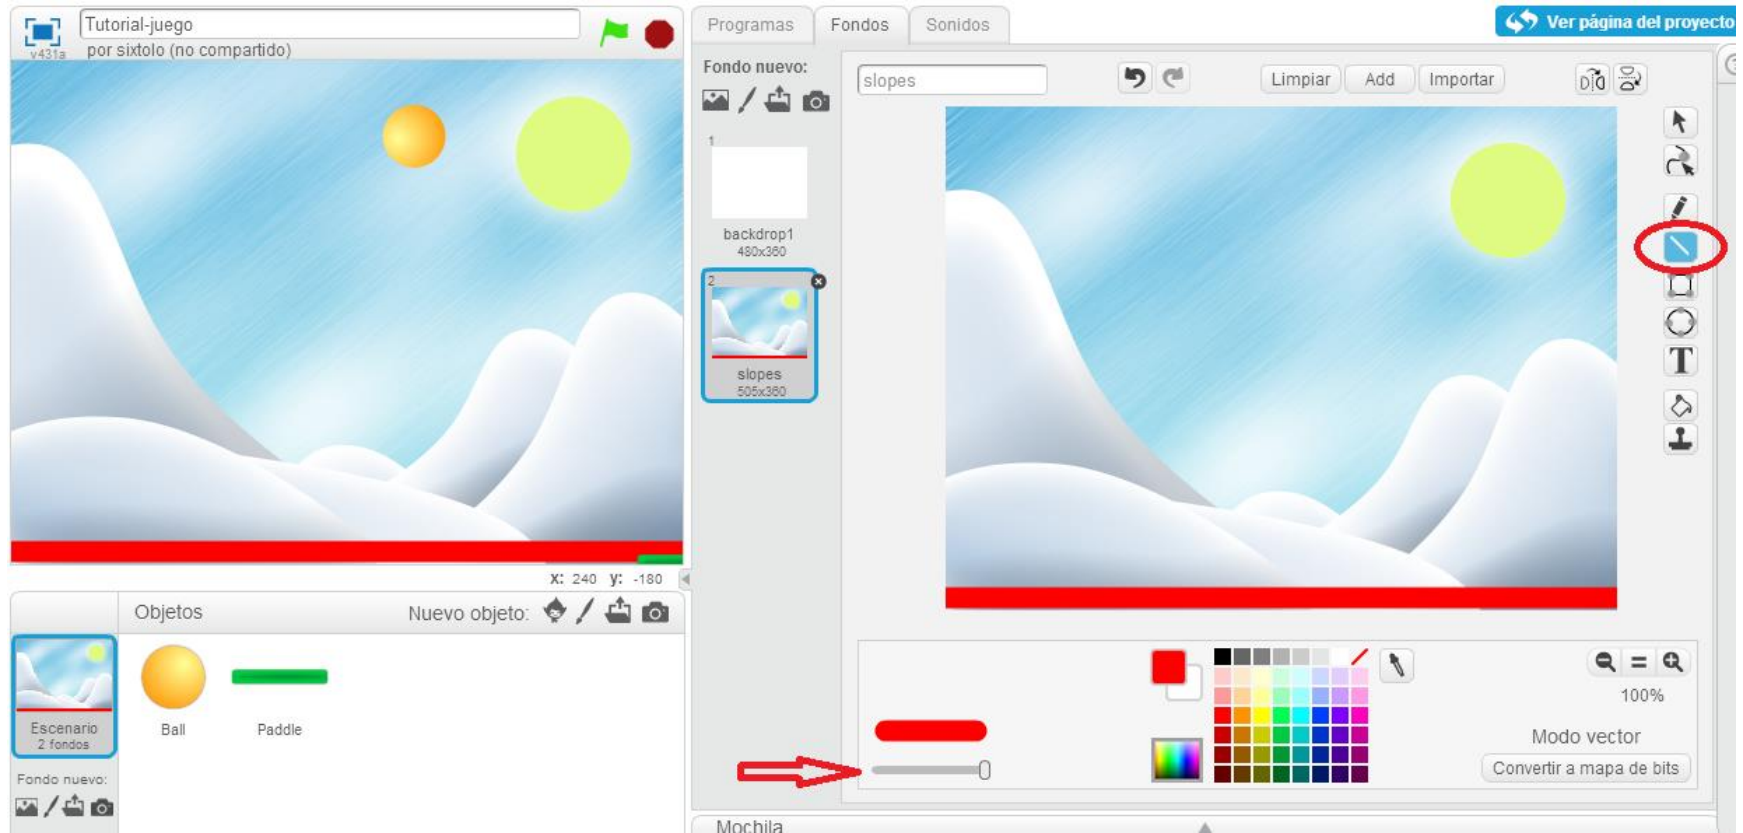 Tutorial-juego
v431a
por sixtolo (no compartido)
Programas
Fondos
Sonidos
Ver página del proyecto
Fondo nuevo:
slopes
Limpiar
Add
Importar
1
backdrop1
480x360
2
slopes
505x360
x: 240 y: -180
Objetos
Nuevo objeto:
Escenario
2 fondos
Ball
Paddle
Fondo nuevo:
T
100%
Modo vector
Convertir a mapa de bits
Mochila